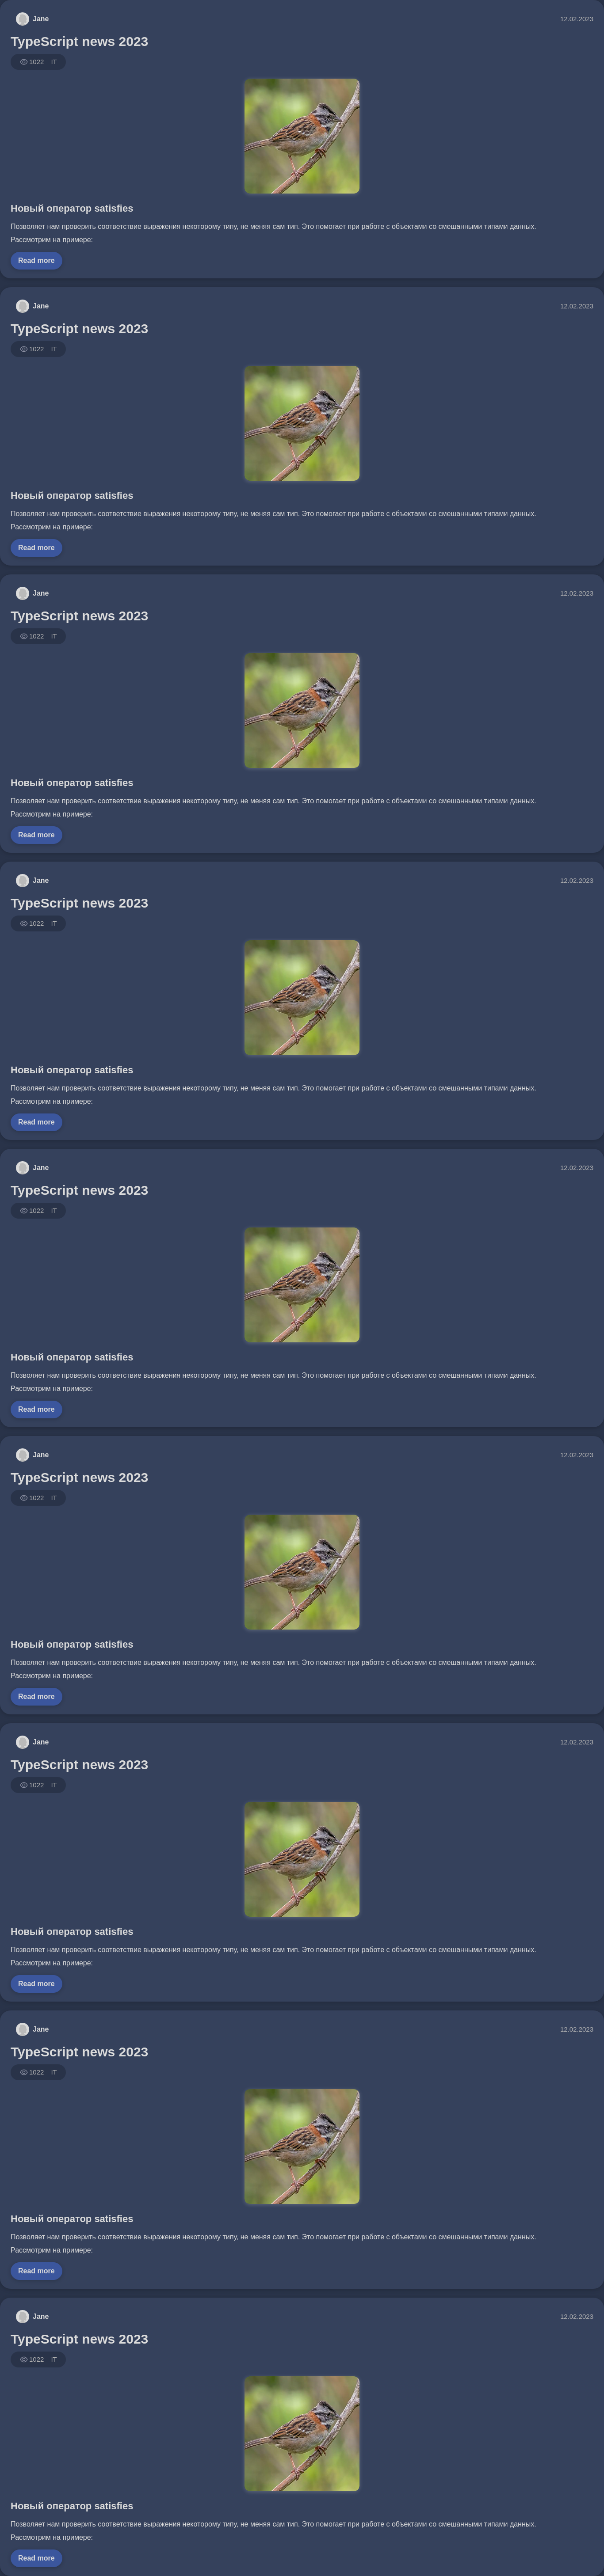 Jane 12.02.2023
TypeScript news 2023
1022 IT
Новый оператор satisfies
Позволяет нам проверить соответствие выражения некоторому типу, не меняя сам тип. Это помогает при работе с объектами со смешанными типами данных.
Рассмотрим на примере:
Read more
Jane 12.02.2023
TypeScript news 2023
1022 IT
Новый оператор satisfies
Позволяет нам проверить соответствие выражения некоторому типу, не меняя сам тип. Это помогает при работе с объектами со смешанными типами данных.
Рассмотрим на примере:
Read more
Jane 12.02.2023
TypeScript news 2023
1022 IT
Новый оператор satisfies
Позволяет нам проверить соответствие выражения некоторому типу, не меняя сам тип. Это помогает при работе с объектами со смешанными типами данных.
Рассмотрим на примере:
Read more
Jane 12.02.2023
TypeScript news 2023
1022 IT
Новый оператор satisfies
Позволяет нам проверить соответствие выражения некоторому типу, не меняя сам тип. Это помогает при работе с объектами со смешанными типами данных.
Рассмотрим на примере:
Read more
Jane 12.02.2023
TypeScript news 2023
1022 IT
Новый оператор satisfies
Позволяет нам проверить соответствие выражения некоторому типу, не меняя сам тип. Это помогает при работе с объектами со смешанными типами данных.
Рассмотрим на примере:
Read more
Jane 12.02.2023
TypeScript news 2023
1022 IT
Новый оператор satisfies
Позволяет нам проверить соответствие выражения некоторому типу, не меняя сам тип. Это помогает при работе с объектами со смешанными типами данных.
Рассмотрим на примере:
Read more
Jane 12.02.2023
TypeScript news 2023
1022 IT
Новый оператор satisfies
Позволяет нам проверить соответствие выражения некоторому типу, не меняя сам тип. Это помогает при работе с объектами со смешанными типами данных.
Рассмотрим на примере:
Read more
Jane 12.02.2023
TypeScript news 2023
1022 IT
Новый оператор satisfies
Позволяет нам проверить соответствие выражения некоторому типу, не меняя сам тип. Это помогает при работе с объектами со смешанными типами данных.
Рассмотрим на примере:
Read more
Jane 12.02.2023
TypeScript news 2023
1022 IT
Новый оператор satisfies
Позволяет нам проверить соответствие выражения некоторому типу, не меняя сам тип. Это помогает при работе с объектами со смешанными типами данных.
Рассмотрим на примере:
Read more